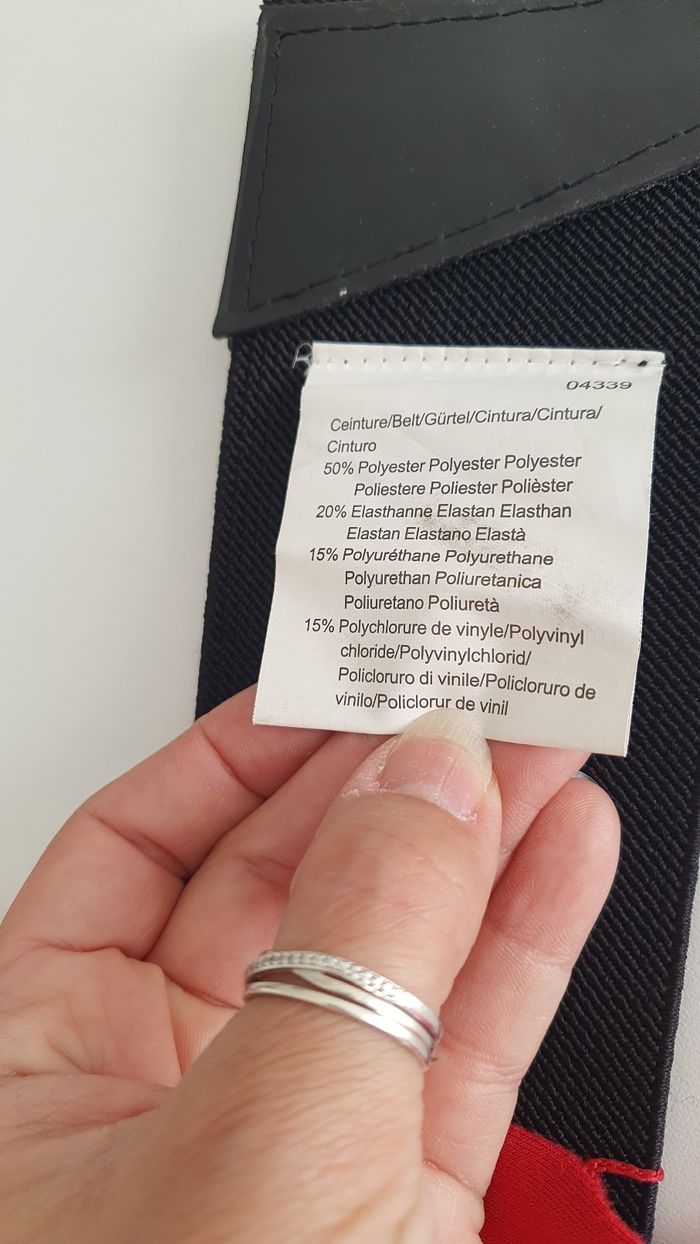 04339
Ceinture/Belt/Gürtel/Cintura/Cintura/
Cinturo
50% Polyester Polyester Polyester
Poliestere Poliester Polièster
20% Elasthanne Elastan Elasthan
Elastan Elastano Elastà
15% Polyuréthane Polyurethane
Polyurethan Poliuretanica
Poliuretano Poliuretà
15% Polychlorure de vinyle/Polyvinyl
chloride/Polyvinylchlorid/
Policloruro di vinile/Policloruro de
vinilo/Policlorur de vinil